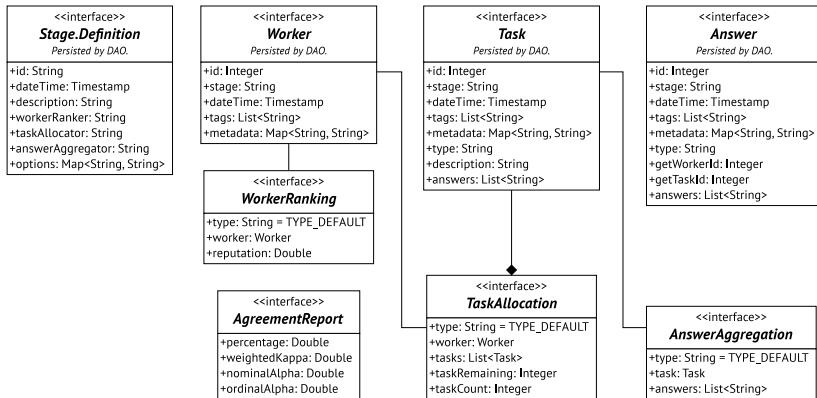 <<interface>>
Stage.Definition
Persisted by DAO.
+id: String
+dateTime: Timestamp
+description: String
+workerRanker: String
+taskAllocator: String
+answerAggregator: String
+options: Map<String, String>
<<interface>>
Worker
Persisted by DAO.
+id: Integer
+stage: String
+dateTime: Timestamp
+tags: List<String>
+metadata: Map<String, String>
<<interface>>
Task
Persisted by DAO.
+id: Integer
+stage: String
+dateTime: Timestamp
+tags: List<String>
+metadata: Map<String, String>
+type: String
+description: String
+answers: List<String>
<<interface>>
Answer
Persisted by DAO.
+id: Integer
+stage: String
+dateTime: Timestamp
+tags: List<String>
+metadata: Map<String, String>
+type: String
+getWorkerId: Integer
+getTaskId: Integer
+answers: List<String>
<<interface>>
WorkerRanking
+type: String = TYPE_DEFAULT
+worker: Worker
+reputation: Double
<<interface>>
AgreementReport
+percentage: Double
+weightedKappa: Double
+nominalAlpha: Double
+ordinalAlpha: Double
<<interface>>
TaskAllocation
+type: String = TYPE_DEFAULT
+worker: Worker
+tasks: List<Task>
+taskRemaining: Integer
+taskCount: Integer
<<interface>>
AnswerAggregation
+type: String = TYPE_DEFAULT
+task: Task
+answers: List<String>